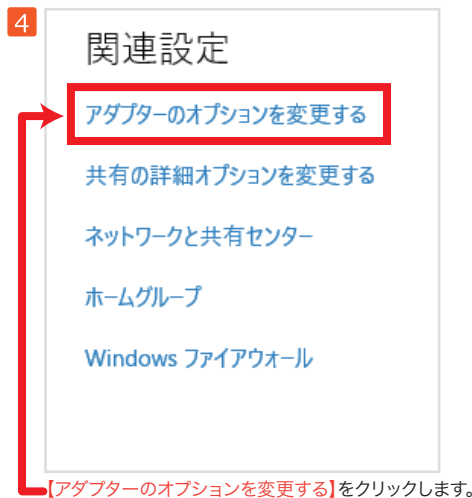 4
関連設定
アダプターのオプションを変更する
共有の詳細オプションを変更する
ネットワークと共有センター
ホームグループ
Windows ファイアウォール
【アダプターのオプションを変更する】をクリックします。